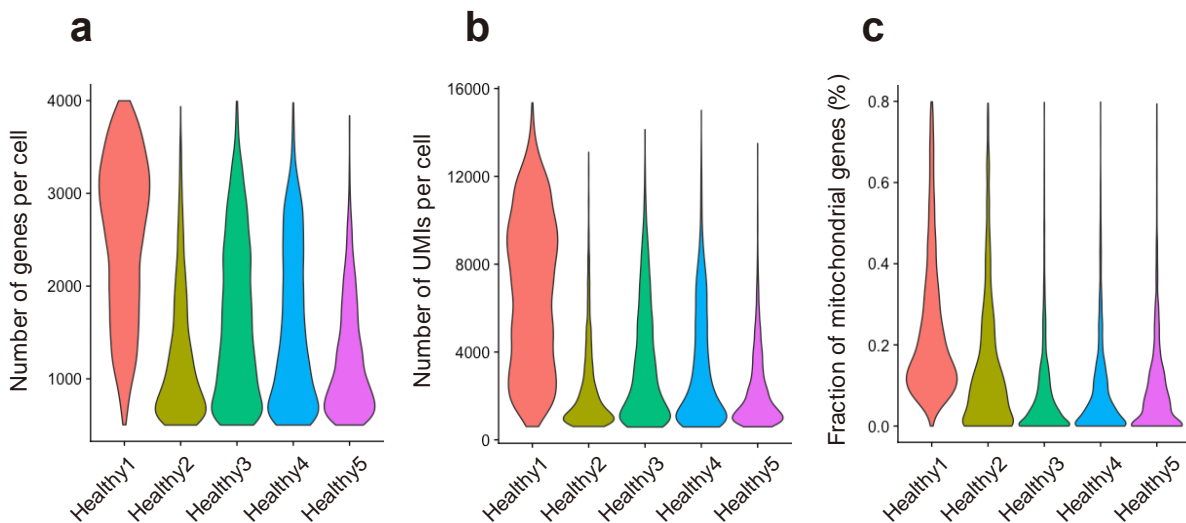 a
Number of genes per cell
4000
3000
2000
1000
Healthy1
Healthy2
Healthy3
Healthy4
Healthy5
b
Number of UMIs per cell
16000
12000
8000
4000
0
Healthy1
Healthy2
Healthy3
Healthy4
Healthy5
c
Fraction of mitochondrial genes (%)
0.8
0.6
0.4
0.2
0.0
Healthy1
Healthy2
Healthy3
Healthy4
Healthy5